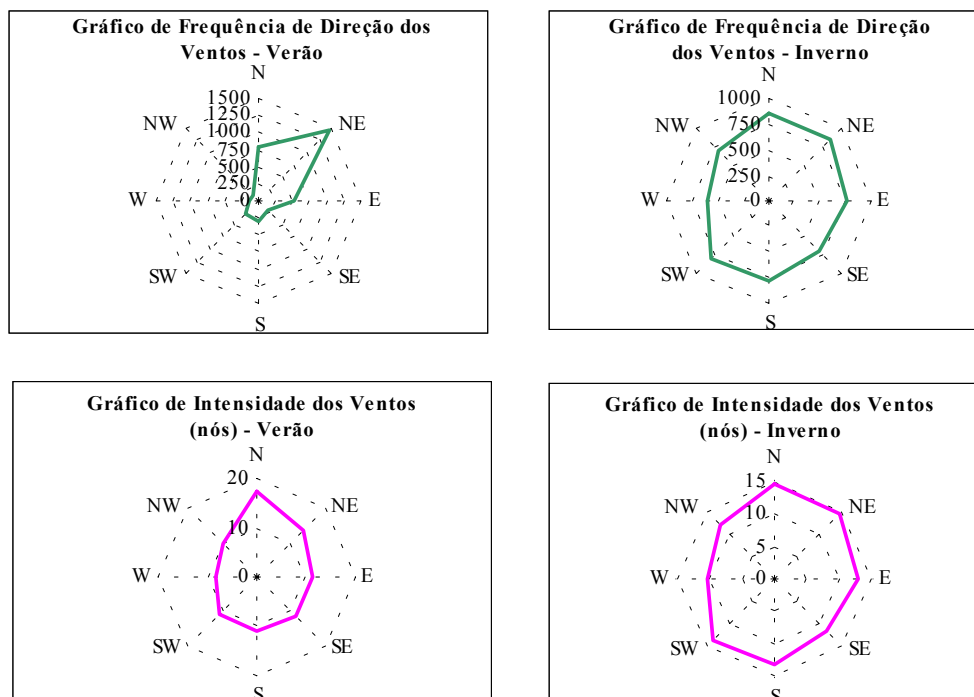 Gráfico de Frequência de Direção dos
Ventos - Verão
N
1500
1250
1000
750
500
250
0
NW
NE
W
E
SW
SE
S
Gráfico de Frequência de Direção
dos Ventos - Inverno
N
1000
750
500
250
0
NW
NE
W
E
SW
SE
S
Gráfico de Intensidade dos Ventos
(nós) - Verão
N
20
10
0
NW
NE
W
E
SW
SE
S
Gráfico de Intensidade dos Ventos
(nós) - Inverno
N
15
10
5
0
NW
NE
W
E
SW
SE
S